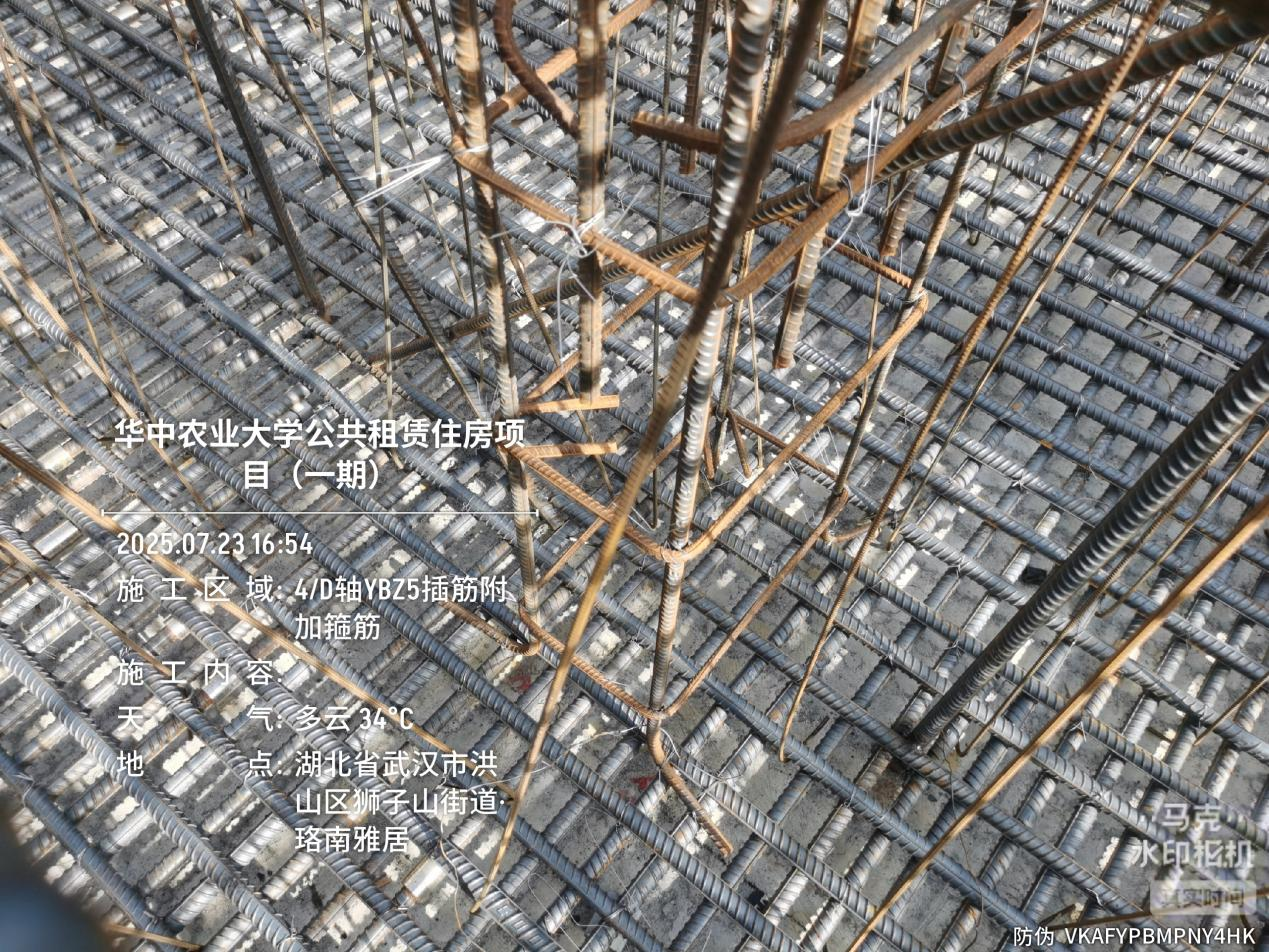 华中农业大学公共租赁住房项
目（一期）
2025.07.23 16:54
施工区域: 4/D轴YBZ5插筋附
加箍筋
施工内容:
天气: 多云 34°C
地点: 湖北省武汉市洪
山区狮子山街道·
珞南雅居
马克
水印相机
真实时间
防伪 VKAFYPBMPNY4HK